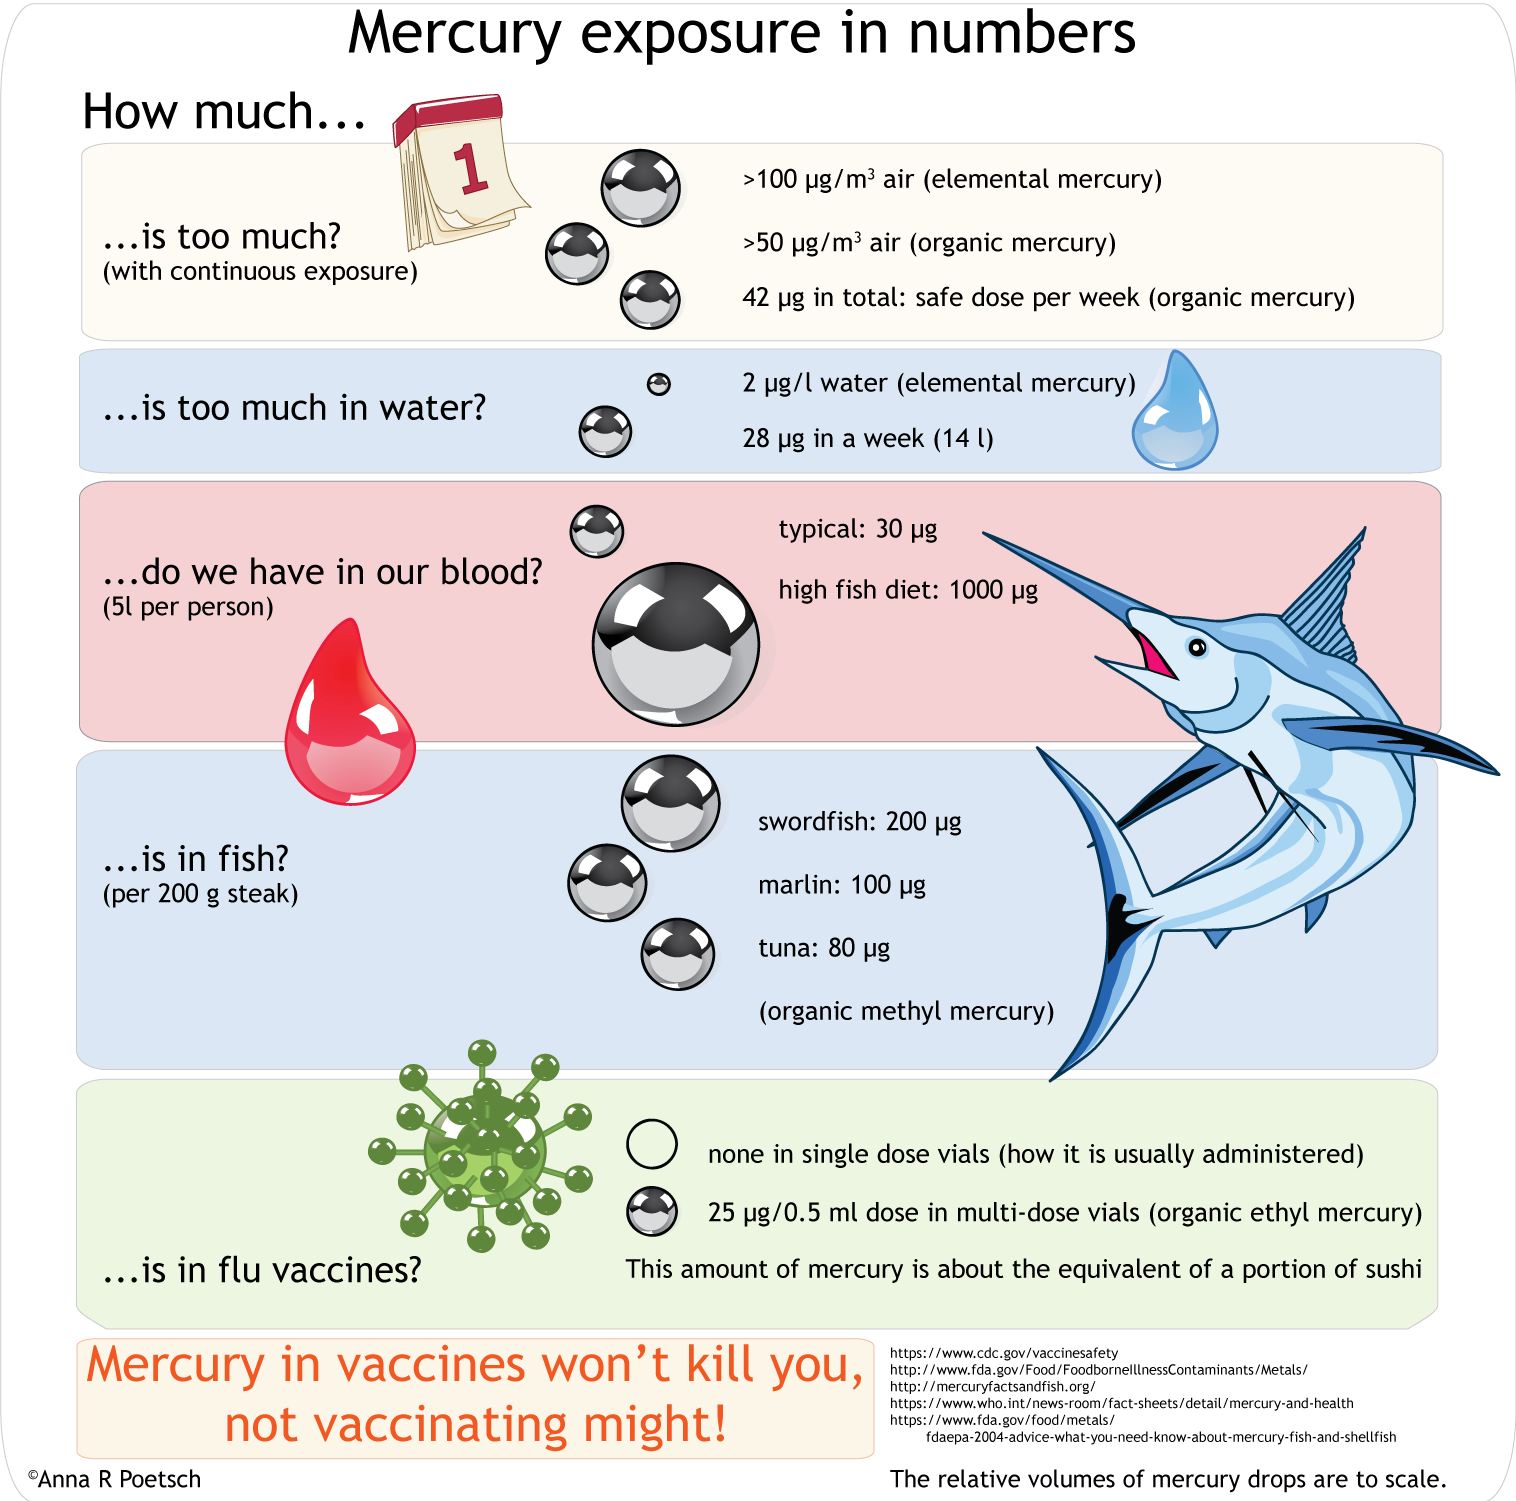 Mercury exposure in numbers
How much...
1
...is too much?
(with continuous exposure)
>100 µg/m³ air (elemental mercury)
>50 µg/m³ air (organic mercury)
42 µg in total: safe dose per week (organic mercury)
...is too much in water?
2 µg/l water (elemental mercury)
28 µg in a week (14 l)
...do we have in our blood?
(5l per person)
typical: 30 µg
high fish diet: 1000 µg
...is in fish?
(per 200 g steak)
swordfish: 200 µg
marlin: 100 µg
tuna: 80 µg
(organic methyl mercury)
...is in flu vaccines?
none in single dose vials (how it is usually administered)
25 µg/0.5 ml dose in multi-dose vials (organic ethyl mercury)
This amount of mercury is about the equivalent of a portion of sushi
Mercury in vaccines won't kill you,
not vaccinating might!
https://www.cdc.gov/vaccinesafety
http://www.fda.gov/Food/FoodborneIllnessContaminants/Metals/
http://mercuryfactsandfish.org/
https://www.who.int/news-room/fact-sheets/detail/mercury-and-health
https://www.fda.gov/food/metals/
fdaepa-2004-advice-what-you-need-know-about-mercury-fish-and-shellfish
©Anna R Poetsch
The relative volumes of mercury drops are to scale.